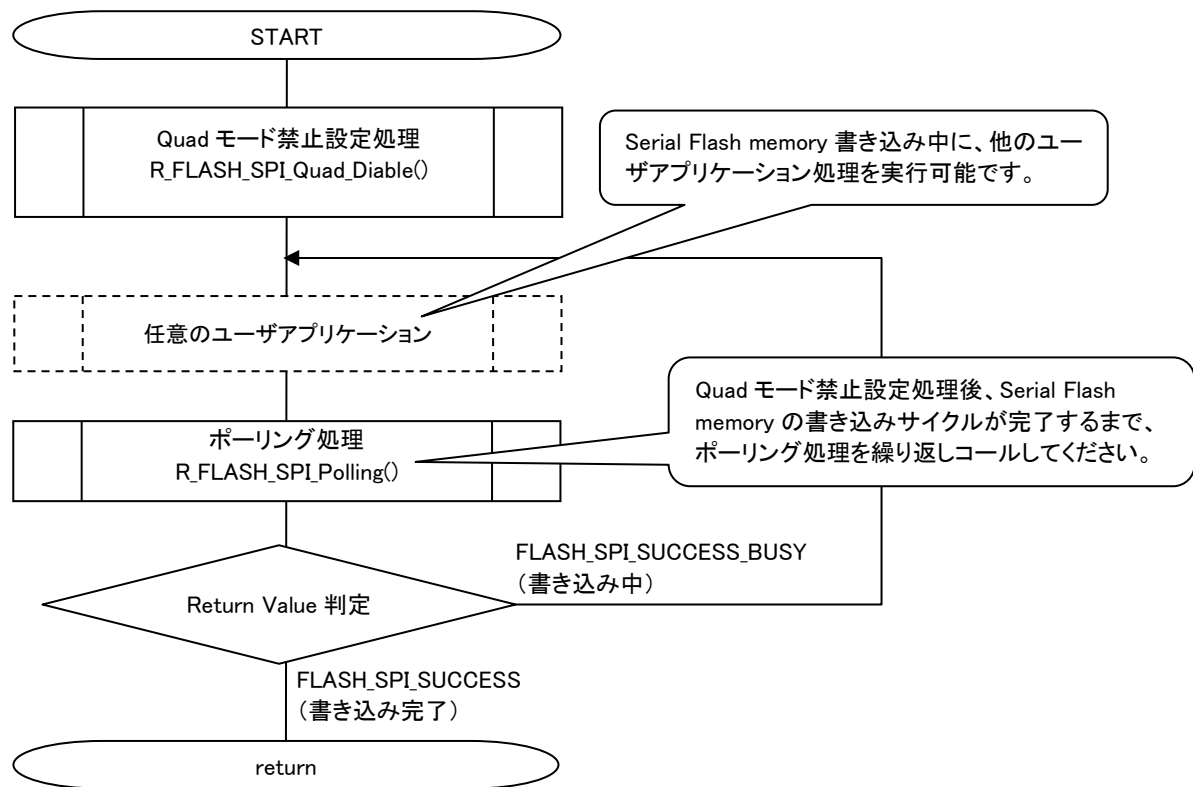 START
Quad モード禁止設定処理
R_FLASH_SPI_Quad_Diable()
Serial Flash memory 書き込み中に、他のユー
ザアプリケーション処理を実行可能です。
任意のユーザアプリケーション
Quad モード禁止設定処理後、Serial Flash
memory の書き込みサイクルが完了するまで、
ポーリング処理を繰り返しコールしてください。
ポーリング処理
R_FLASH_SPI_Polling()
FLASH_SPI_SUCCESS_BUSY
（書き込み中）
Return Value 判定
FLASH_SPI_SUCCESS
（書き込み完了）
return